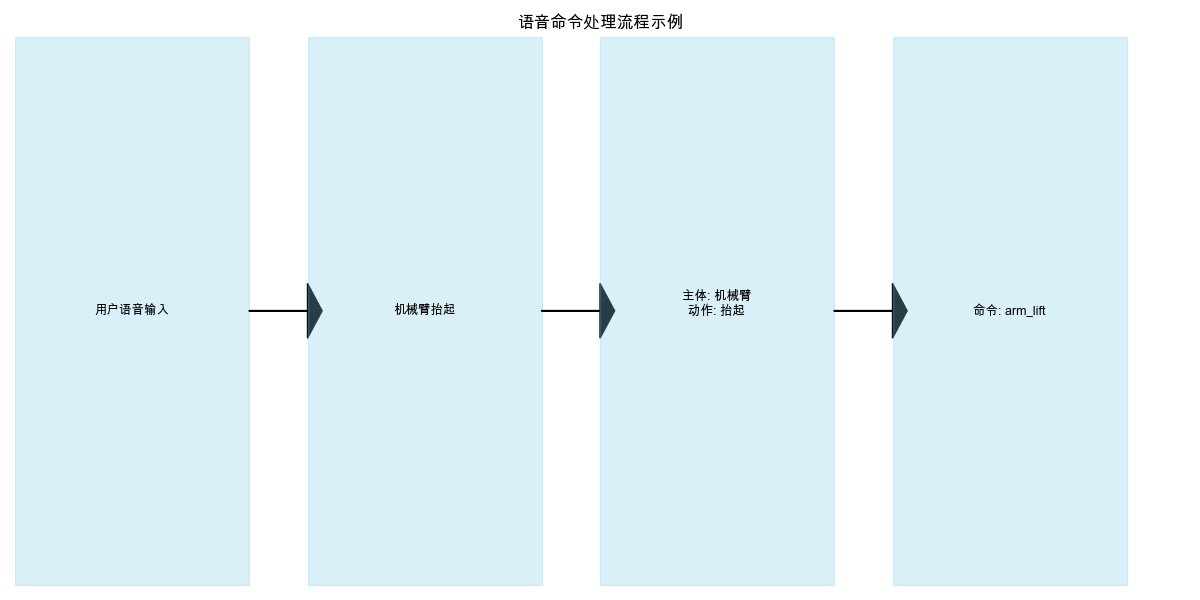 语音命令处理流程示例
用户语音输入
机械臂抬起
主体: 机械臂
动作: 抬起
命令: arm_lift